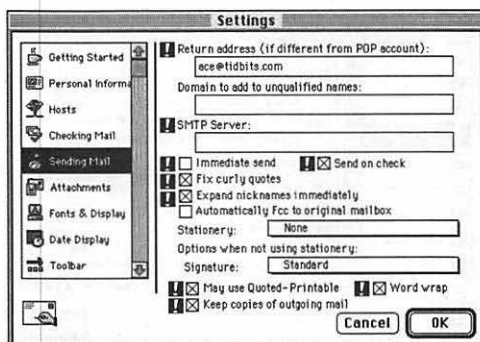 Settings
Getting Started
Personal Informa
Hosts
Checking Mail
Sending Mail
Attachments
Fonts & Display
Date Display
Toolbar
Return address (if different from POP account):
ace@tidbits.com
Domain to add to unqualified names:
SMTP Server:
Immediate send
Send on check
Fix curly quotes
Expand nicknames immediately
Automatically Fcc to original mailbox
Stationery: None
Options when not using stationery:
Signature: Standard
May use Quoted-Printable
Word wrap
Keep copies of outgoing mail
Cancel
OK